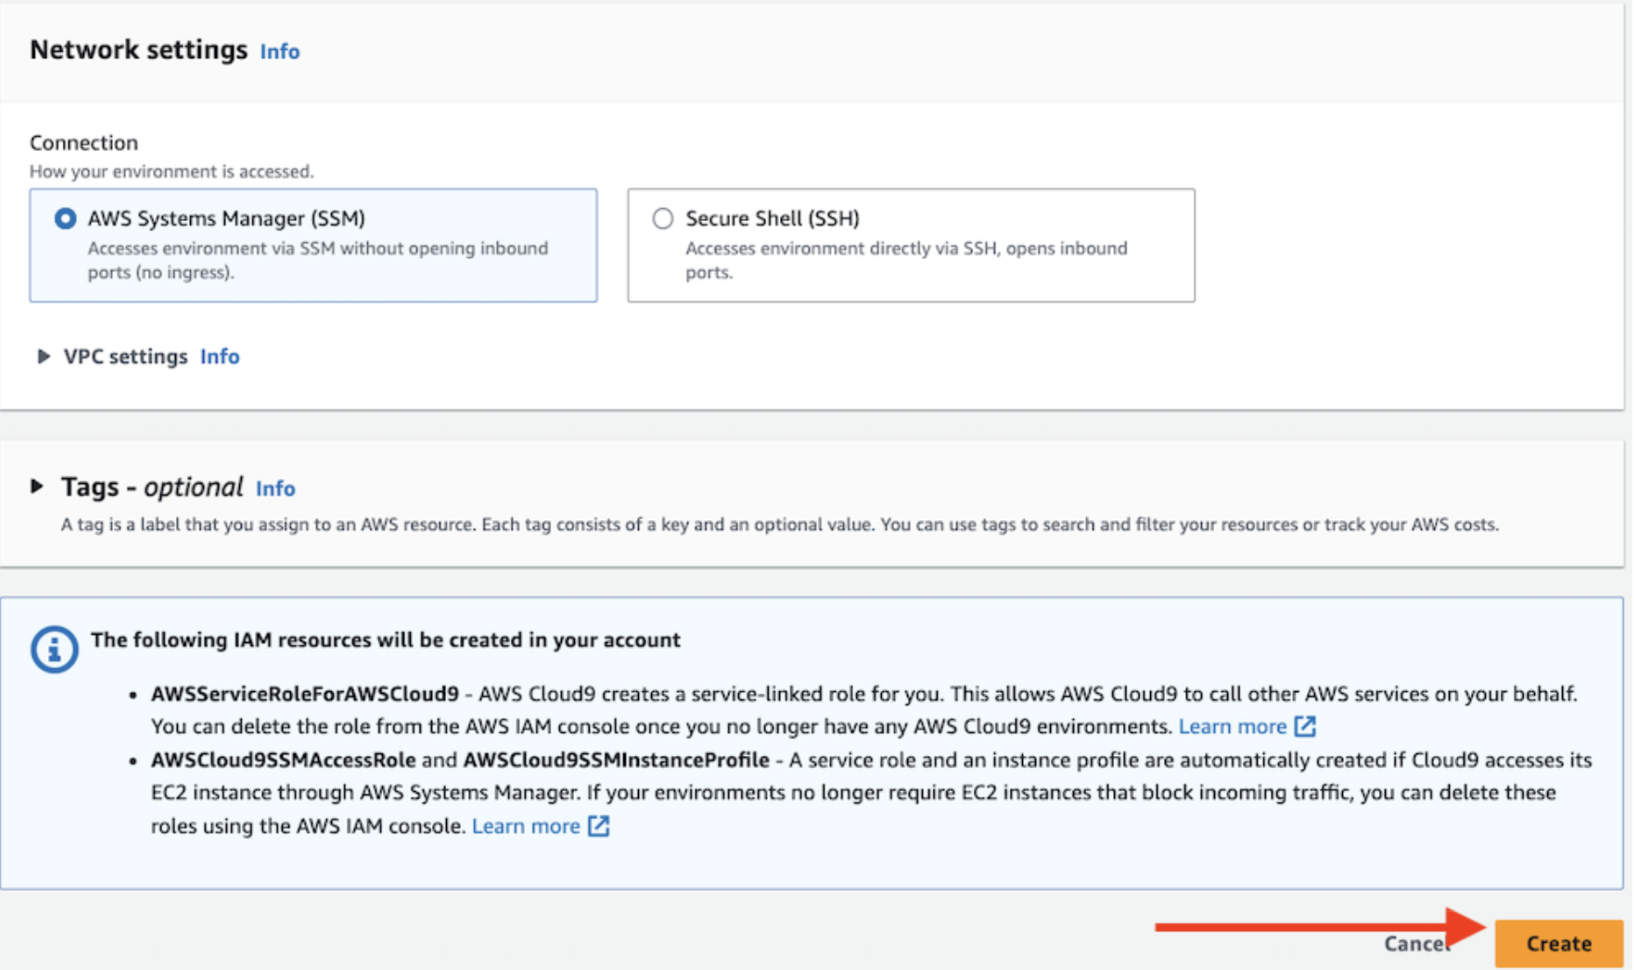 Network settings Info
Connection
How your environment is accessed.
AWS Systems Manager (SSM)
Accesses environment via SSM without opening inbound
ports (no ingress).
Secure Shell (SSH)
Accesses environment directly via SSH, opens inbound
ports.
VPC settings Info
Tags - optional Info
A tag is a label that you assign to an AWS resource. Each tag consists of a key and an optional value. You can use tags to search and filter your resources or track your AWS costs.
The following IAM resources will be created in your account
• AWSServiceRoleForAWSCloud9 - AWS Cloud9 creates a service-linked role for you. This allows AWS Cloud9 to call other AWS services on your behalf.
You can delete the role from the AWS IAM console once you no longer have any AWS Cloud9 environments. Learn more
• AWSCloud9SSMAccessRole and AWSCloud9SSMInstanceProfile - A service role and an instance profile are automatically created if Cloud9 accesses its
EC2 instance through AWS Systems Manager. If your environments no longer require EC2 instances that block incoming traffic, you can delete these
roles using the AWS IAM console. Learn more
Cancel
Create